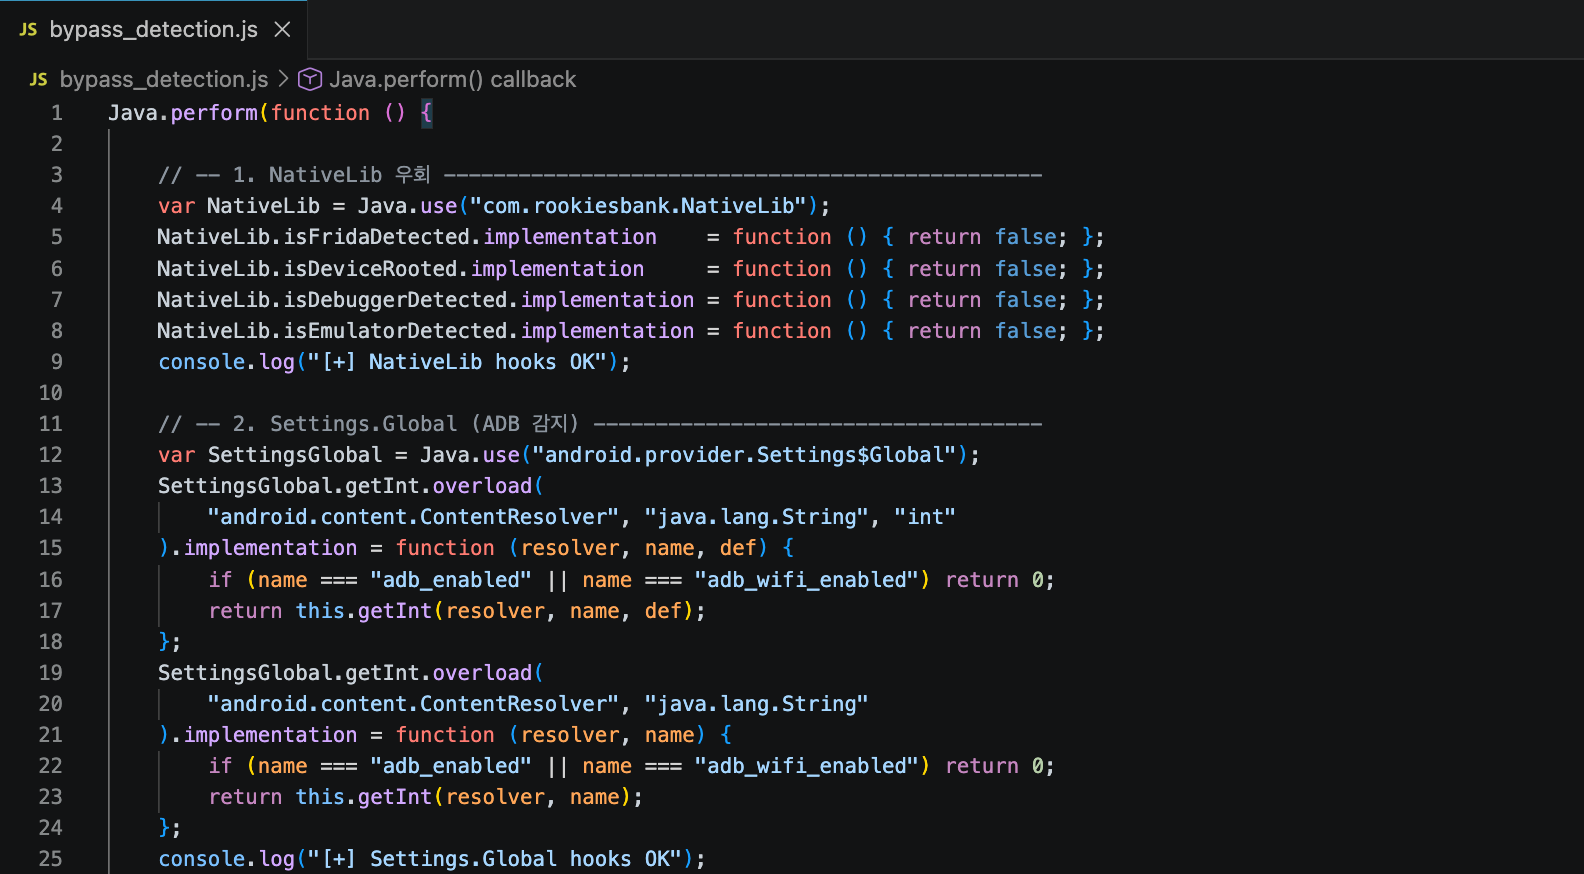 JS bypass_detection.js ×
JS bypass_detection.js > Java.perform() callback
1 Java.perform(function () {
2
3     // –– 1. NativeLib 우회 ––––––––––––––––––––––––––––––––––––––––––––––––
4     var NativeLib = Java.use("com.rookiesbank.NativeLib");
5     NativeLib.isFridaDetected.implementation    = function () { return false; };
6     NativeLib.isDeviceRooted.implementation     = function () { return false; };
7     NativeLib.isDebuggerDetected.implementation = function () { return false; };
8     NativeLib.isEmulatorDetected.implementation = function () { return false; };
9     console.log("[+] NativeLib hooks OK");
10
11     // –– 2. Settings.Global (ADB 감지) ––––––––––––––––––––––––––––––––––––
12     var SettingsGlobal = Java.use("android.provider.Settings$Global");
13     SettingsGlobal.getInt.overload(
14         "android.content.ContentResolver", "java.lang.String", "int"
15     ).implementation = function (resolver, name, def) {
16         if (name === "adb_enabled" || name === "adb_wifi_enabled") return 0;
17         return this.getInt(resolver, name, def);
18     };
19     SettingsGlobal.getInt.overload(
20         "android.content.ContentResolver", "java.lang.String"
21     ).implementation = function (resolver, name) {
22         if (name === "adb_enabled" || name === "adb_wifi_enabled") return 0;
23         return this.getInt(resolver, name);
24     };
25     console.log("[+] Settings.Global hooks OK");